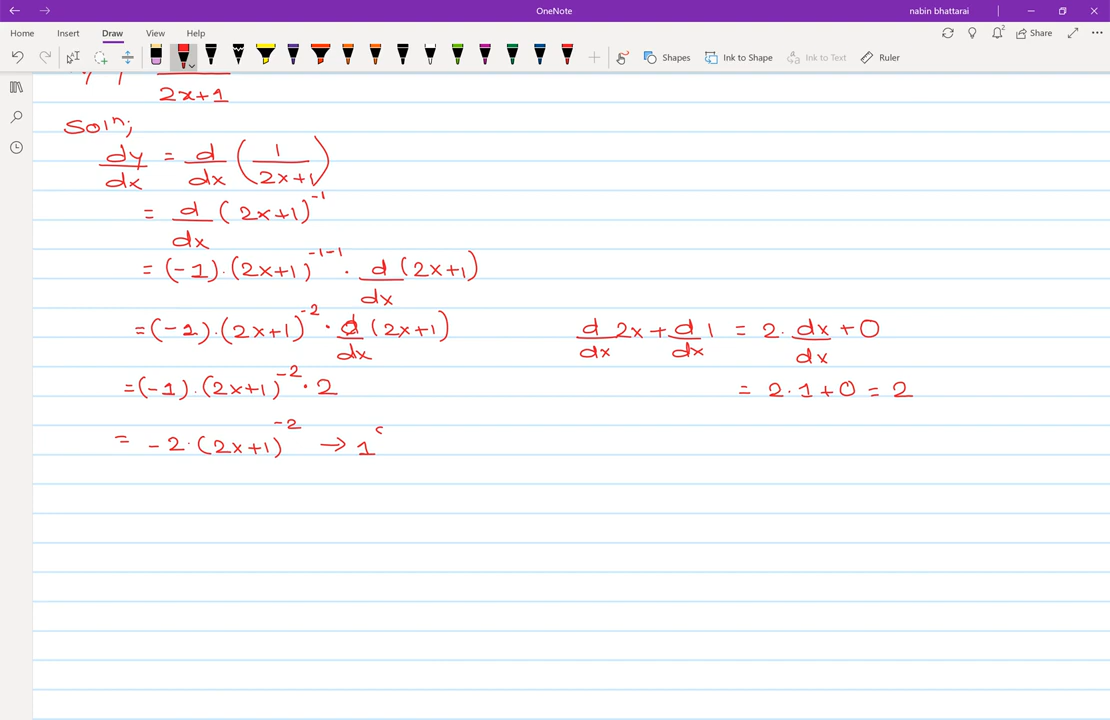 OneNote
nabin bhattarai
Home Insert Draw View Help
Share
Shapes Ink to Shape Ink to Text Ruler
2x+1
Soln;
dy/dx = d/dx (1/(2x+1))
= d/dx (2x+1)^-1
= (-1).(2x+1)^-1-1 . d/dx (2x+1)
= (-1).(2x+1)^-2 . d/dx (2x+1)
d/dx 2x + d/dx 1 = 2. dx/dx + 0
= (-1).(2x+1)^-2 . 2
= 2.1+0 = 2
= -2.(2x+1)^-2 → 1